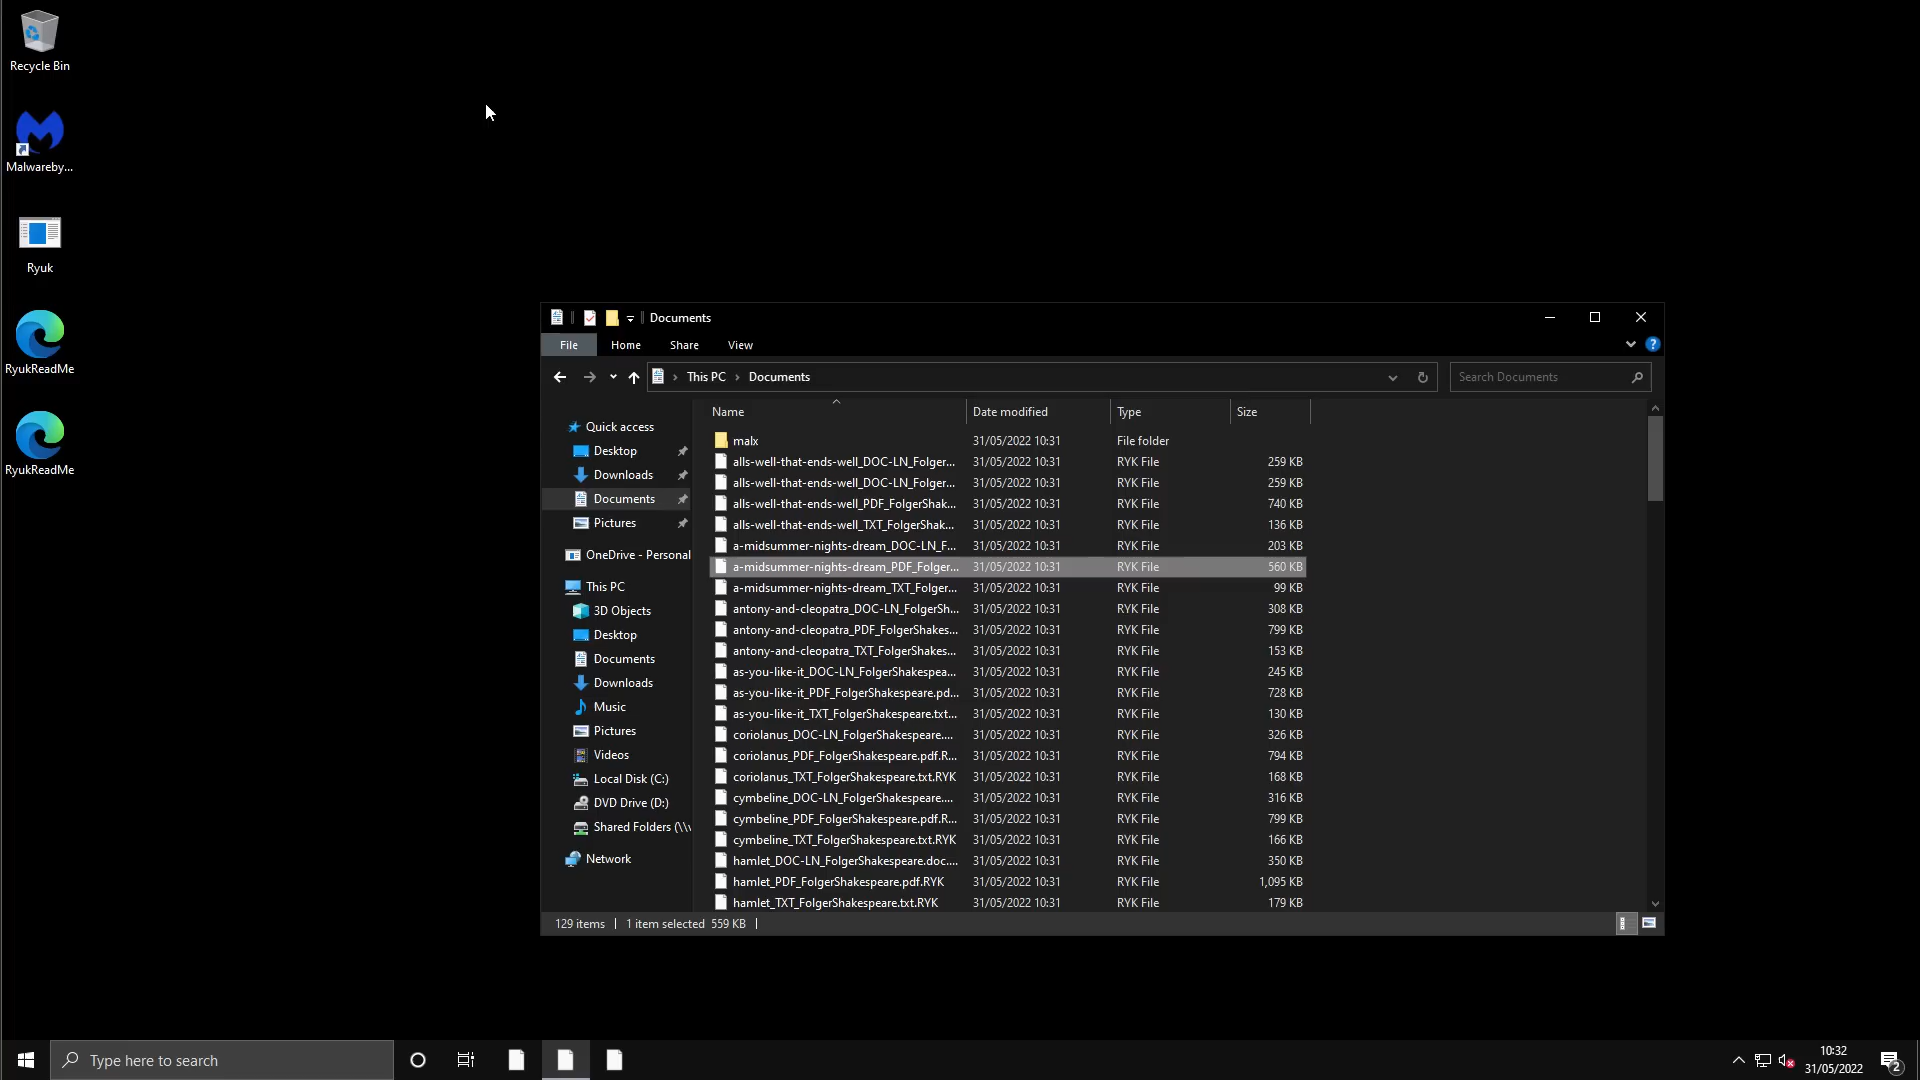 Recycle Bin
Malwareby...
Ryuk
RyukReadMe
RyukReadMe
Documents
File Home Share View
This PC › Documents
Search Documents
Quick access
Desktop
Downloads
Documents
Pictures
OneDrive - Personal
This PC
3D Objects
Desktop
Documents
Downloads
Music
Pictures
Videos
Local Disk (C:)
DVD Drive (D:)
Shared Folders (\\v
Network
Name Date modified Type Size
malx 31/05/2022 10:31 File folder
alls-well-that-ends-well_DOC-LN_Folger... 31/05/2022 10:31 RYK File 259 KB
alls-well-that-ends-well_DOC-LN_Folger... 31/05/2022 10:31 RYK File 259 KB
alls-well-that-ends-well_PDF_FolgerShak... 31/05/2022 10:31 RYK File 740 KB
alls-well-that-ends-well_TXT_FolgerShak... 31/05/2022 10:31 RYK File 136 KB
a-midsummer-nights-dream_DOC-LN_F... 31/05/2022 10:31 RYK File 203 KB
a-midsummer-nights-dream_PDF_Folger... 31/05/2022 10:31 RYK File 560 KB
a-midsummer-nights-dream_TXT_Folger... 31/05/2022 10:31 RYK File 99 KB
antony-and-cleopatra_DOC-LN_FolgerSh... 31/05/2022 10:31 RYK File 308 KB
antony-and-cleopatra_PDF_FolgerShakes... 31/05/2022 10:31 RYK File 799 KB
antony-and-cleopatra_TXT_FolgerShakes... 31/05/2022 10:31 RYK File 153 KB
as-you-like-it_DOC-LN_FolgerShakespea... 31/05/2022 10:31 RYK File 245 KB
as-you-like-it_PDF_FolgerShakespeare.pd... 31/05/2022 10:31 RYK File 728 KB
as-you-like-it_TXT_FolgerShakespeare.txt... 31/05/2022 10:31 RYK File 130 KB
coriolanus_DOC-LN_FolgerShakespeare.... 31/05/2022 10:31 RYK File 326 KB
coriolanus_PDF_FolgerShakespeare.pdf.R... 31/05/2022 10:31 RYK File 794 KB
coriolanus_TXT_FolgerShakespeare.txt.RYK 31/05/2022 10:31 RYK File 168 KB
cymbeline_DOC-LN_FolgerShakespeare.... 31/05/2022 10:31 RYK File 316 KB
cymbeline_PDF_FolgerShakespeare.pdf.R... 31/05/2022 10:31 RYK File 799 KB
cymbeline_TXT_FolgerShakespeare.txt.RYK 31/05/2022 10:31 RYK File 166 KB
hamlet_DOC-LN_FolgerShakespeare.doc.... 31/05/2022 10:31 RYK File 350 KB
hamlet_PDF_FolgerShakespeare.pdf.RYK 31/05/2022 10:31 RYK File 1,095 KB
hamlet_TXT_FolgerShakespeare.txt.RYK 31/05/2022 10:31 RYK File 179 KB
129 items 1 item selected 559 KB
Type here to search
10:32
31/05/2022
2